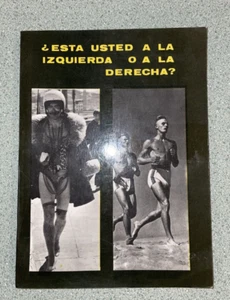 ¿ESTA USTED A LA
IZQUIERDA O A LA
DERECHA?